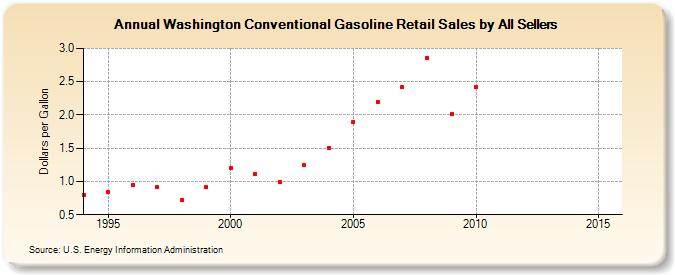 Annual Washington Conventional Gasoline Retail Sales by All Sellers
Dollars per Gallon
3.0
2.5
2.0
1.5
1.0
0.5
1995 2000 2005 2010 2015
Source: U.S. Energy Information Administration